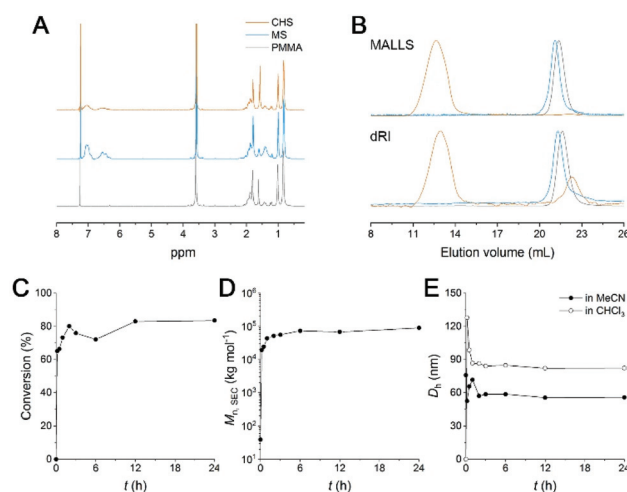 A
CHS
MS
PMMA
8 7 6 5 4 3 2 1
ppm
B
MALLS
dRI
8 11 14 17 20 23 26
Elution volume (mL)
C
Conversion (%)
100
80
60
40
20
0
0 6 12 18 24
t (h)
D
Mn, SEC (kg mol⁻¹)
10⁶
10⁵
10⁴
10³
10²
10¹
0 6 12 18 24
t (h)
E
in MeCN
in CHCl₃
Dh (nm)
150
120
90
60
30
0
0 6 12 18 24
t (h)